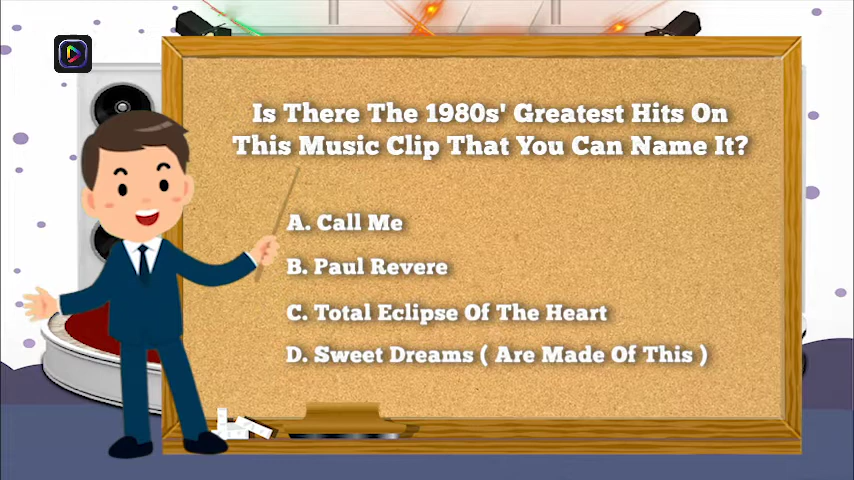 Is There The 1980s' Greatest Hits On
This Music Clip That You Can Name It?
A. Call Me
B. Paul Revere
C. Total Eclipse Of The Heart
D. Sweet Dreams ( Are Made Of This )